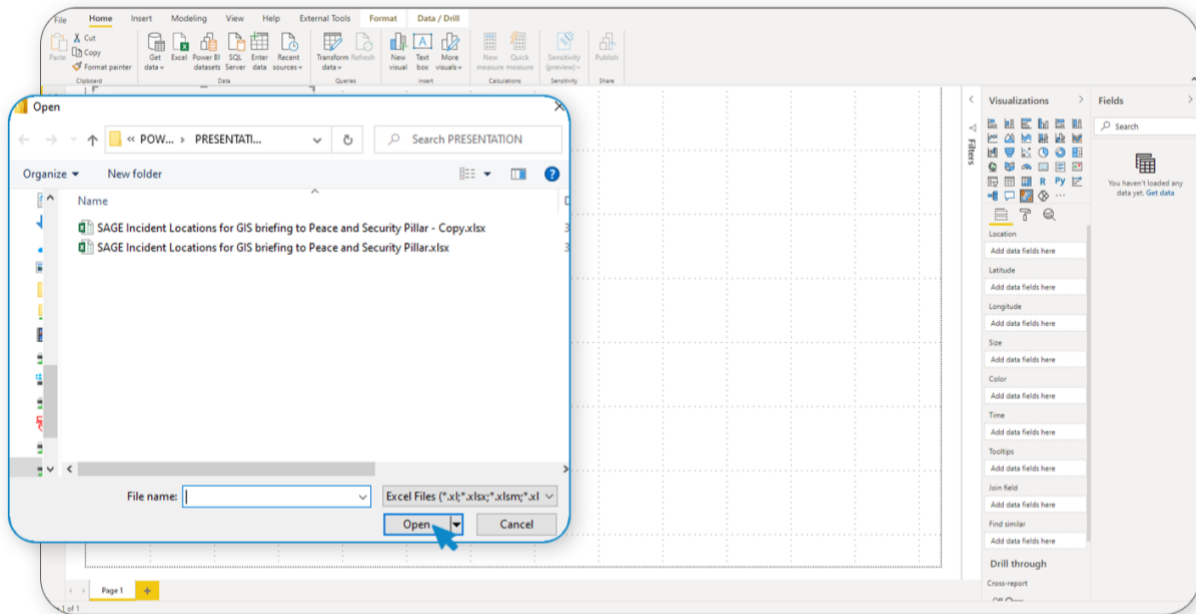 File Home Insert Modeling View Help External Tools Format Data / Drill
Paste
Cut
Copy
Format painter
Clipboard
Get data
Excel
Power BI datasets
SQL Server
Enter data
Recent sources
Data
Transform data
Refresh
Queries
New visual
Text box
More visuals
Insert
New measure
Quick measure
Calculations
Sensitivity (preview)
Sensitivity
Publish
Share
Open
« POW... > PRESENTATI...
Search PRESENTATION
Organize
New folder
Name
SAGE Incident Locations for GIS briefing to Peace and Security Pillar - Copy.xlsx
SAGE Incident Locations for GIS briefing to Peace and Security Pillar.xlsx
File name:
Excel Files (*.xl;*.xlsx;*.xlsm;*.xl
Open
Cancel
Filters
Visualizations
R Py
Location
Add data fields here
Latitude
Add data fields here
Longitude
Add data fields here
Size
Add data fields here
Color
Add data fields here
Time
Add data fields here
Tooltips
Add data fields here
Join field
Add data fields here
Find similar
Add data fields here
Drill through
Cross-report
Fields
Search
You haven't loaded any
data yet. Get data
Page 1
1 of 1